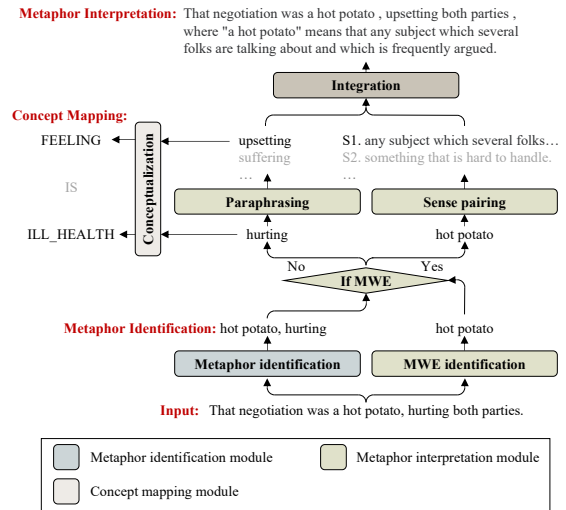 Metaphor Interpretation: That negotiation was a hot potato , upsetting both parties ,
where "a hot potato" means that any subject which several
folks are talking about and which is frequently argued.
Integration
Concept Mapping:
FEELING
IS
ILL_HEALTH
Conceptualization
upsetting
suffering
…
S1. any subject which several folks…
S2. something that is hard to handle.
…
Paraphrasing
Sense pairing
hurting
hot potato
No
Yes
If MWE
Metaphor Identification: hot potato, hurting
hot potato
Metaphor identification
MWE identification
Input: That negotiation was a hot potato, hurting both parties.
Metaphor identification module
Metaphor interpretation module
Concept mapping module